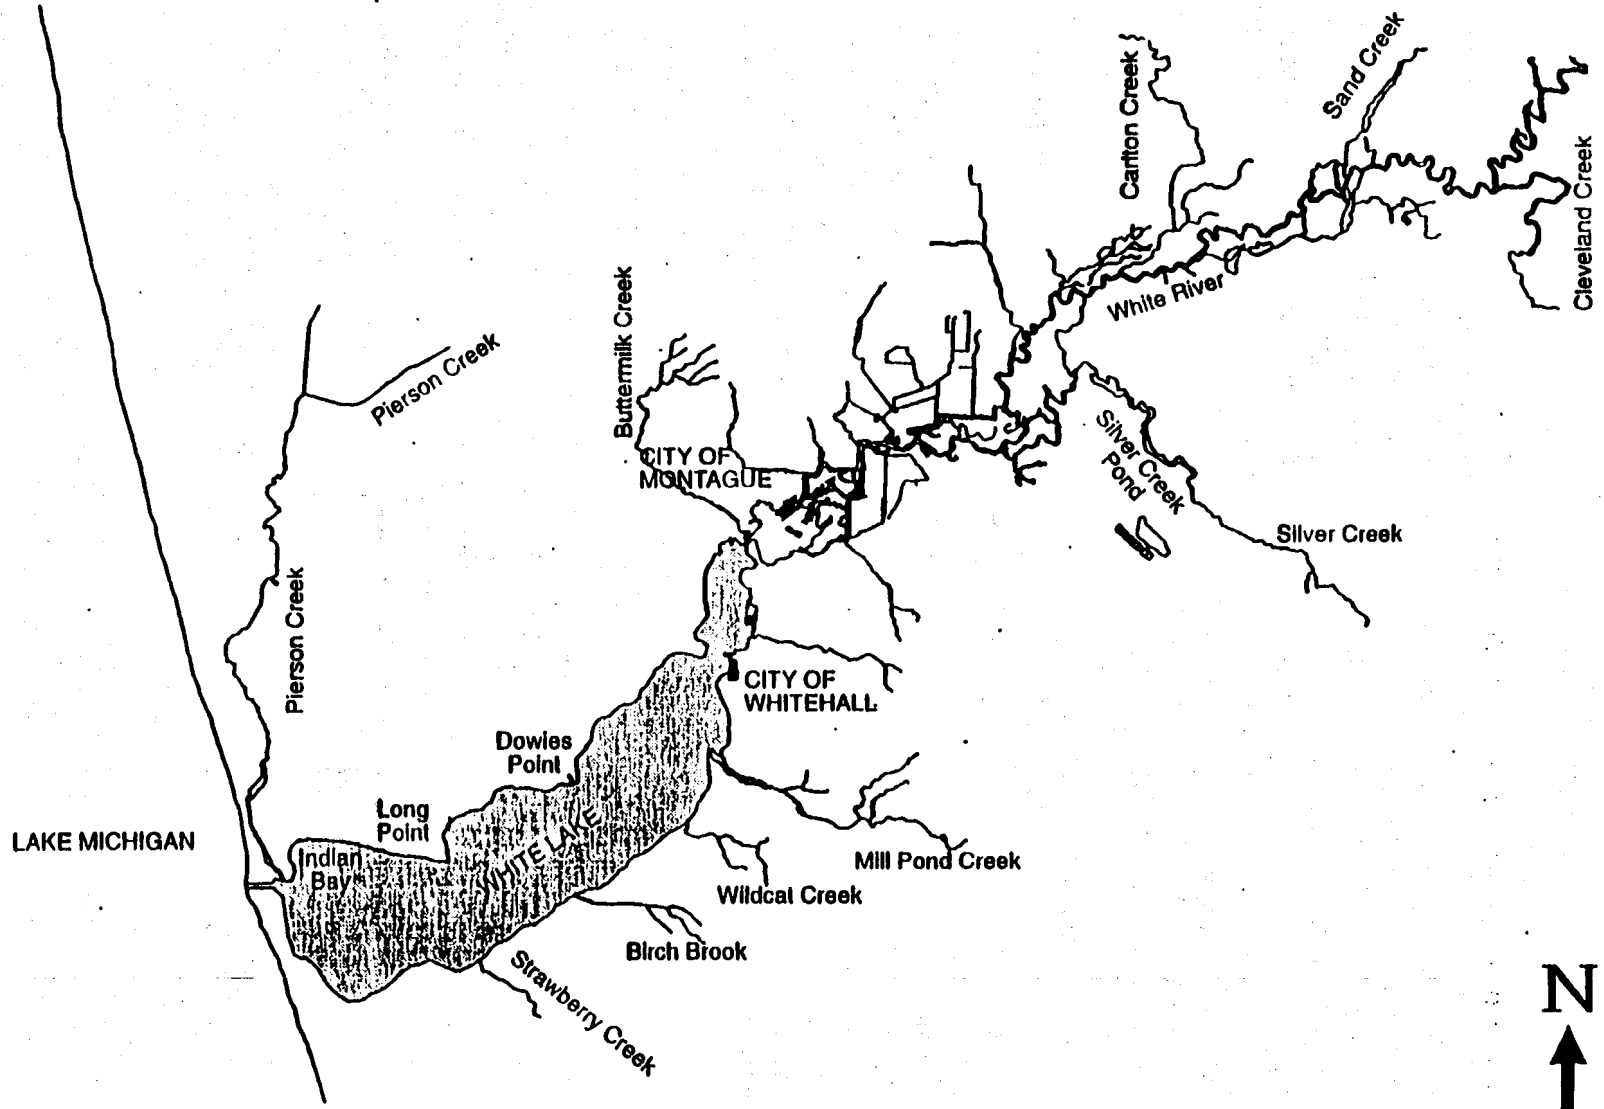 Sand Creek
Carlton Creek
Cleveland Creek
White River
Buttermilk Creek
Pierson Creek
CITY OF
MONTAGUE
Silver Creek
Pond
Silver Creek
Pierson Creek
CITY OF
WHITEHALL
Dowies
Point
Long
Point
LAKE MICHIGAN
Indian
Bay
WHITE LAKE
Mill Pond Creek
Wildcat Creek
Birch Brook
Strawberry Creek
N